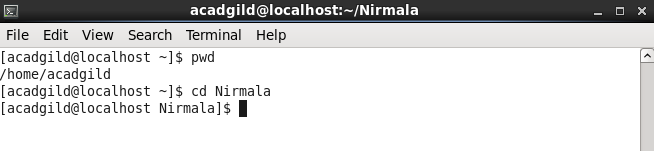 acadgild@localhost:~/Nirmala
File Edit View Search Terminal Help
[acadgild@localhost ~]$ pwd
/home/acadgild
[acadgild@localhost ~]$ cd Nirmala
[acadgild@localhost Nirmala]$